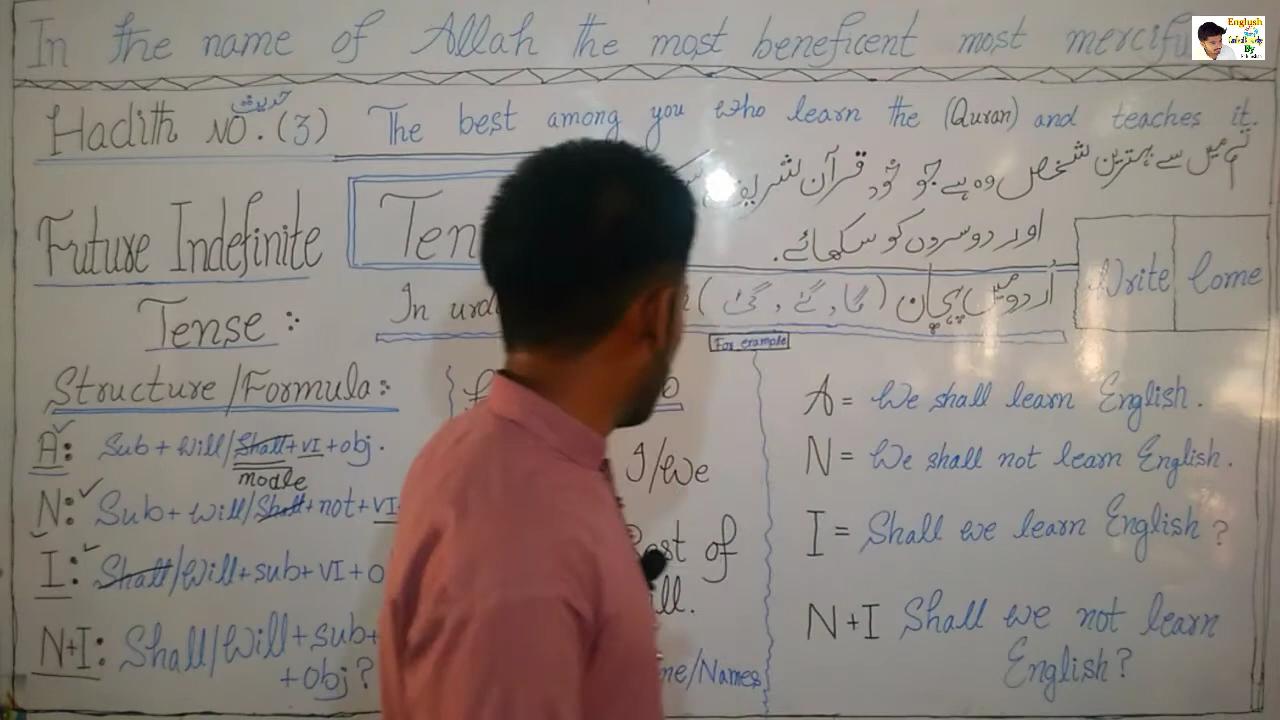 In the name of Allah the most beneficent most merciful
Englush
By
Hadith NO. (3) حدیث
The best among you who learn the (Quran) and teaches it.
تم میں سے بہترین شخص وہ ہے جو خود قرآن شریف
اور دوسروں کو سکھائے.
Future Indefinite
Tense :
Ten
In urd
اردو میں پہچان (گا، گے، گی)
Write Come
For example
Structure/Formula:
A: Sub + will/Shall + VI + obj.
modle
N: Sub + will/Shall + not + VI
I: Shall/Will + sub + VI + O
N+I: Shall/Will + sub +
+ obj ?
I/We
Rest of
ll.
me/Names
A = We shall learn English.
N = We shall not learn English.
I = Shall we learn English ?
N+I Shall we not learn
English ?